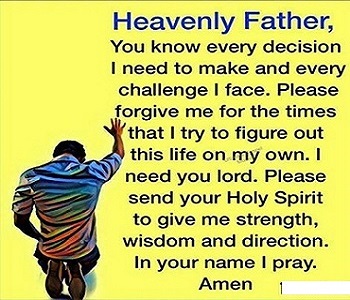 Heavenly Father,
You know every decision
I need to make and every
challenge I face. Please
forgive me for the times
that I try to figure out
this life on my own. I
need you lord. Please
send your Holy Spirit
to give me strength,
wisdom and direction.
In your name I pray.
Amen